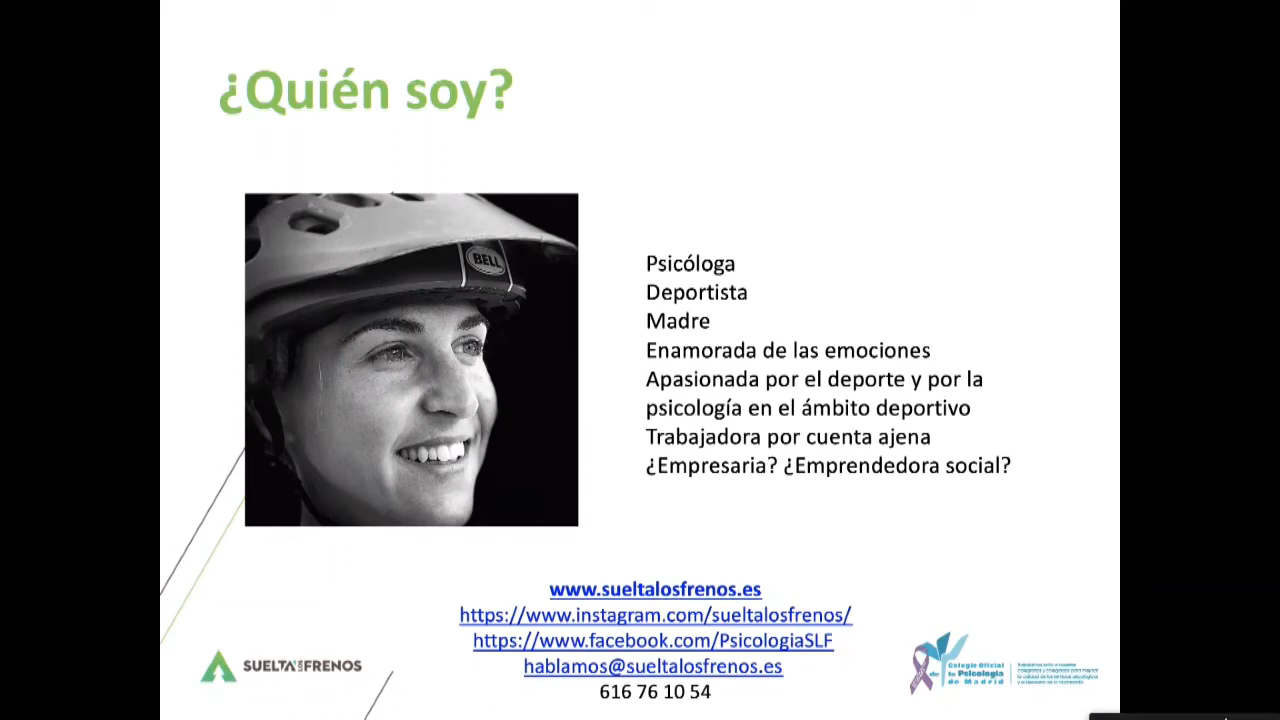 ¿Quién soy?
BELL
Psicóloga
Deportista
Madre
Enamorada de las emociones
Apasionada por el deporte y por la
psicología en el ámbito deportivo
Trabajadora por cuenta ajena
¿Empresaria? ¿Emprendedora social?
www.sueltalosfrenos.es
https://www.instagram.com/sueltalosfrenos/
https://www.facebook.com/PsicologiaSLF
hablamos@sueltalosfrenos.es
616 76 10 54
SUELTA LOS FRENOS
Colegio Oficial
de la Psicología
de Madrid